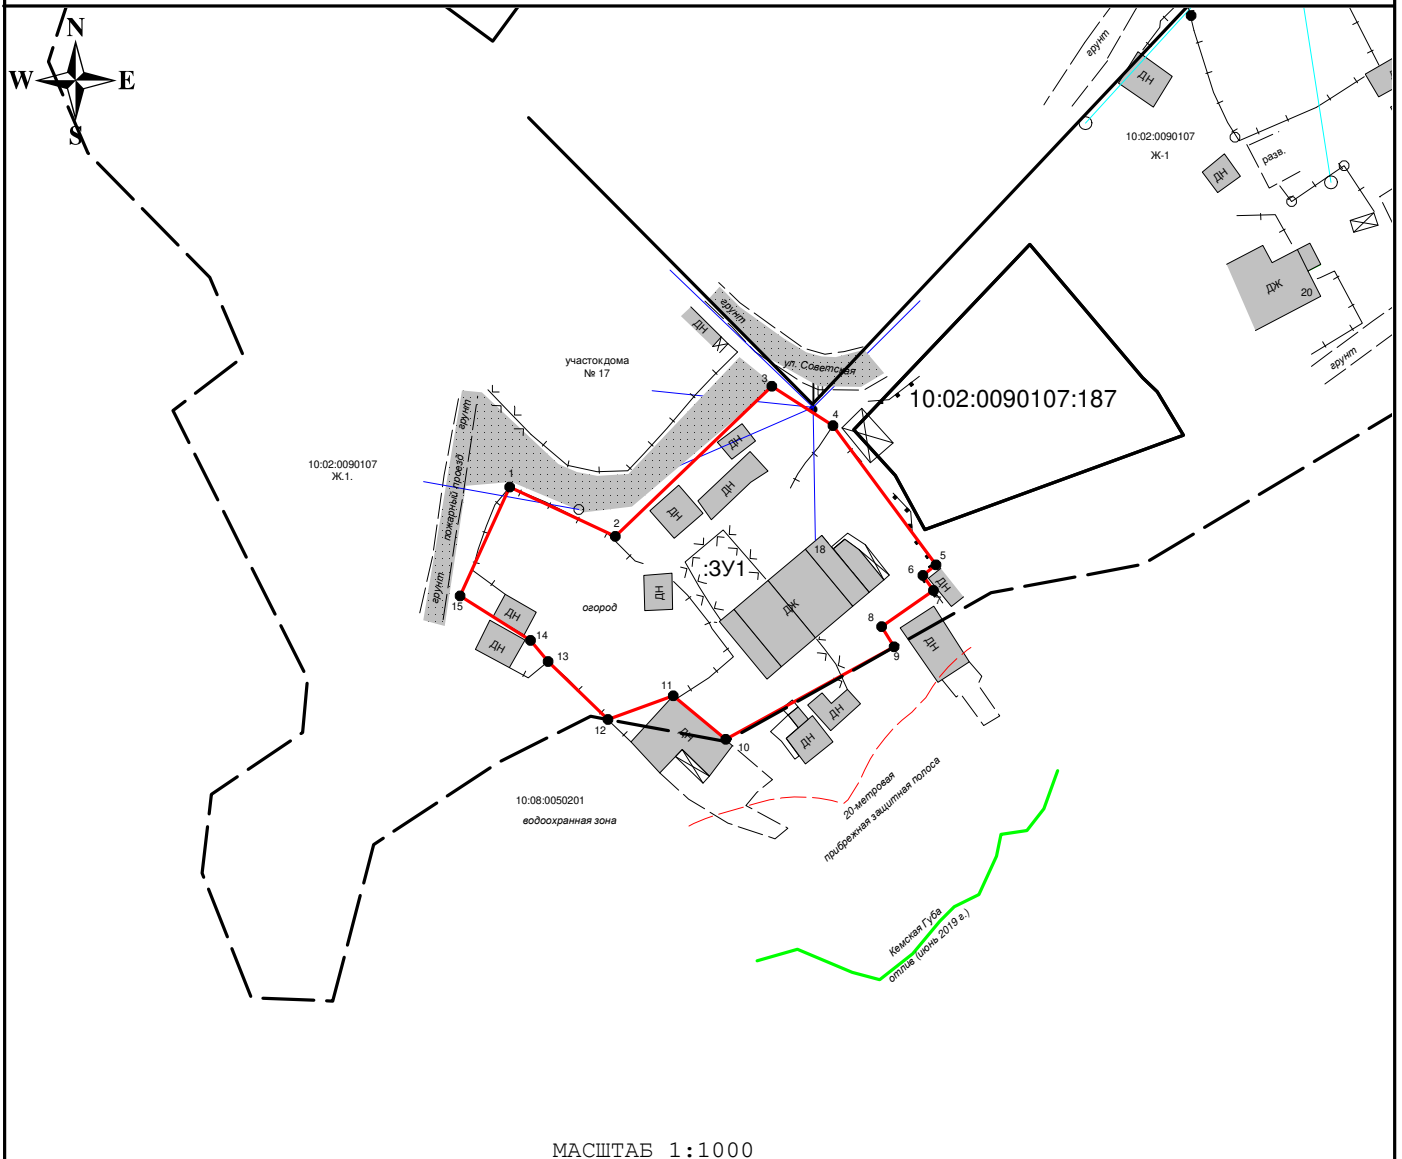 N
W E
S
грунт
ДН
10:02:0090107
Ж-1
разв.
ДН
ДЖ
20
грунт
грунт
ДН
ул. Советская
участок дома
№ 17
3
4
10:02:0090107:187
грунт
10:02:0090107
Ж.1.
пожарный проезд
1
2
ДН
ДН
ДН
18
:ЗУ1
5
6
ДН
7
ДН
ДЖ
огород
грунт
15
ДН
8
14
ДН
ДН
9
13
11
12
ДН
10
ДН
ДН
10:08:0050201
водоохранная зона
20-метровая
прибрежная защитная полоса
Кемская Губа
отлив (июнь 2019 г.)
МАСШТАБ 1:1000